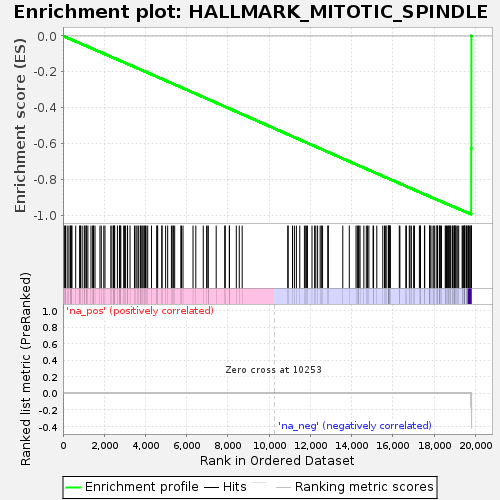 Enrichment plot: HALLMARK_MITOTIC_SPINDLE
Enrichment score (ES)
0.0
-0.2
-0.4
-0.6
-0.8
-1.0
Ranked list metric (PreRanked)
1.0
0.8
0.6
0.4
0.2
0.0
-0.2
-0.4
'na_pos' (positively correlated)
Zero cross at 10253
'na_neg' (negatively correlated)
0
2,000
4,000
6,000
8,000
10,000
12,000
14,000
16,000
18,000
20,000
Rank in Ordered Dataset
Enrichment profile
Hits
Ranking metric scores